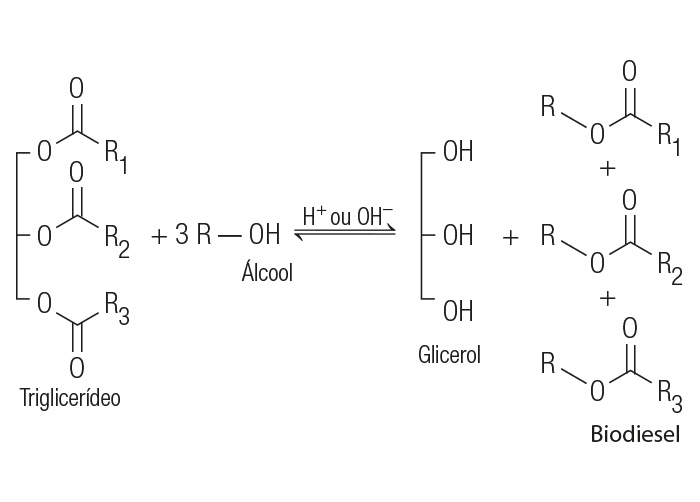 O
O R₁
O
O R₂
O R₃
O
Triglicerídeo
+ 3 R — OH
Álcool
H⁺ ou OH⁻
OH
OH
OH
Glicerol
+
O
R O R₁
+
O
R O R₂
+
O
R O R₃
Biodiesel